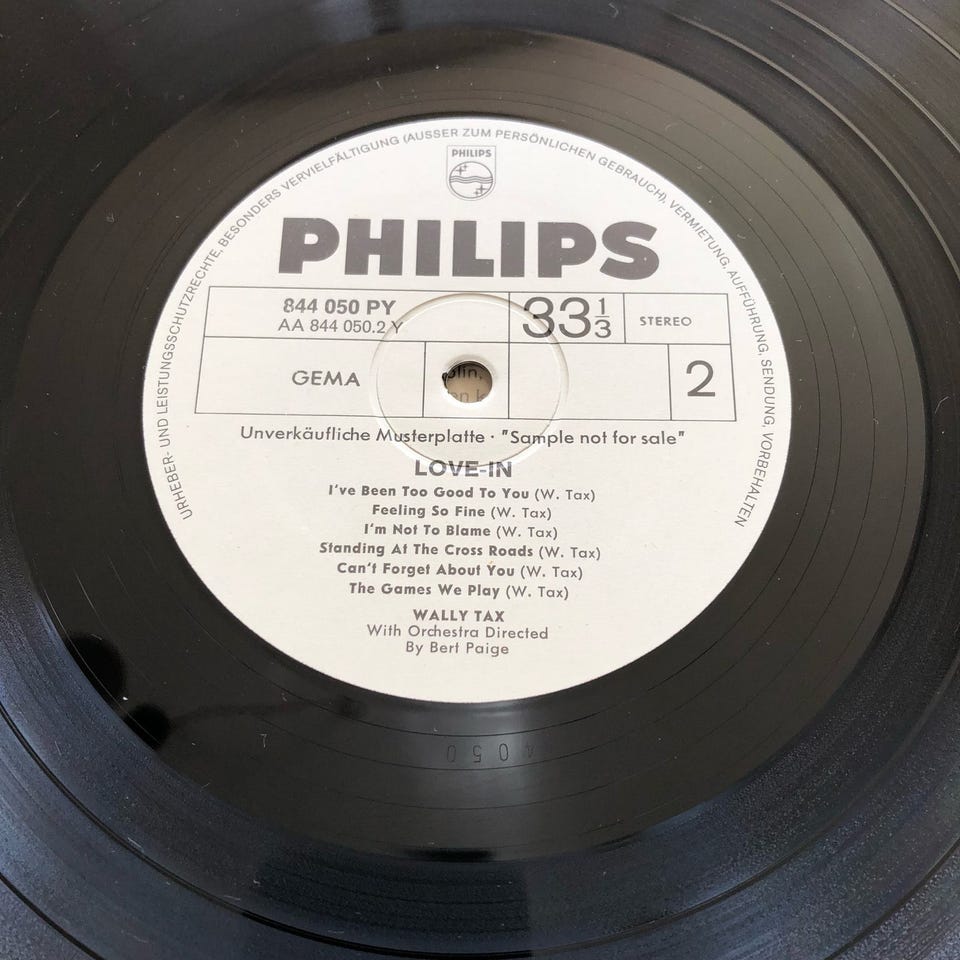 URHEBER- UND LEISTUNGSSCHUTZRECHTE, BESONDERS VERVIELFÄLTIGUNG (AUSSER ZUM PERSÖNLICHEN GEBRAUCH), VERMIETUNG, AUFFÜHRUNG, SENDUNG, VORBEHALTEN
PHILIPS
PHILIPS
844 050 PY
AA 844 050.2 Y
33 1/3
STEREO
GEMA
2
Unverkäufliche Musterplatte · "Sample not for sale"
LOVE-IN
I've Been Too Good To You (W. Tax)
Feeling So Fine (W. Tax)
I'm Not To Blame (W. Tax)
Standing At The Cross Roads (W. Tax)
Can't Forget About You (W. Tax)
The Games We Play (W. Tax)
WALLY TAX
With Orchestra Directed
By Bert Paige